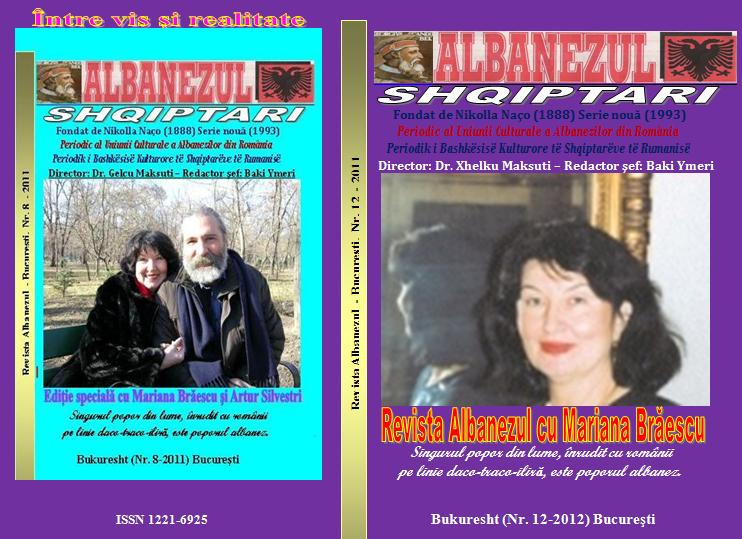 Între vis și realitate
ALBANEZUL
SHQIPTARI
Fondat de Nikolla Naço (1888) Serie nouă (1993)
Periodic al Uniunii Culturale a Albanezilor din România
Periodik i Bashkësisë Kulturore të Shqiptarëve të Rumanisë
Director: Dr. Gelcu Maksuti – Redactor șef: Baki Ymeri
Revista Albanezul - Bucuresti. Nr. 8 - 2011
Ediție specială cu Mariana Brăescu și Artur Silvestri
Singurul popor din lume, înrudit cu românii
pe linie daco-traco-iliră, este poporul albanez.
Bukuresht (Nr. 8-2011) București
ISSN 1221-6925
ALBANEZUL
SHQIPTARI
Fondat de Nikolla Naço (1888) Serie nouă (1993)
Periodic al Uniunii Culturale a Albanezilor din România
Periodik i Bashkësisë Kulturore të Shqiptarëve të Rumanisë
Director: Dr. Xhelku Maksuti – Redactor șef: Baki Ymeri
Revista Albanezul - Bucuresti. Nr. 12 - 2011
Revista Albanezul cu Mariana Brăescu
Singurul popor din lume, înrudit cu românii
pe linie daco-traco-iliră, este poporul albanez.
Bukuresht (Nr. 12-2012) București